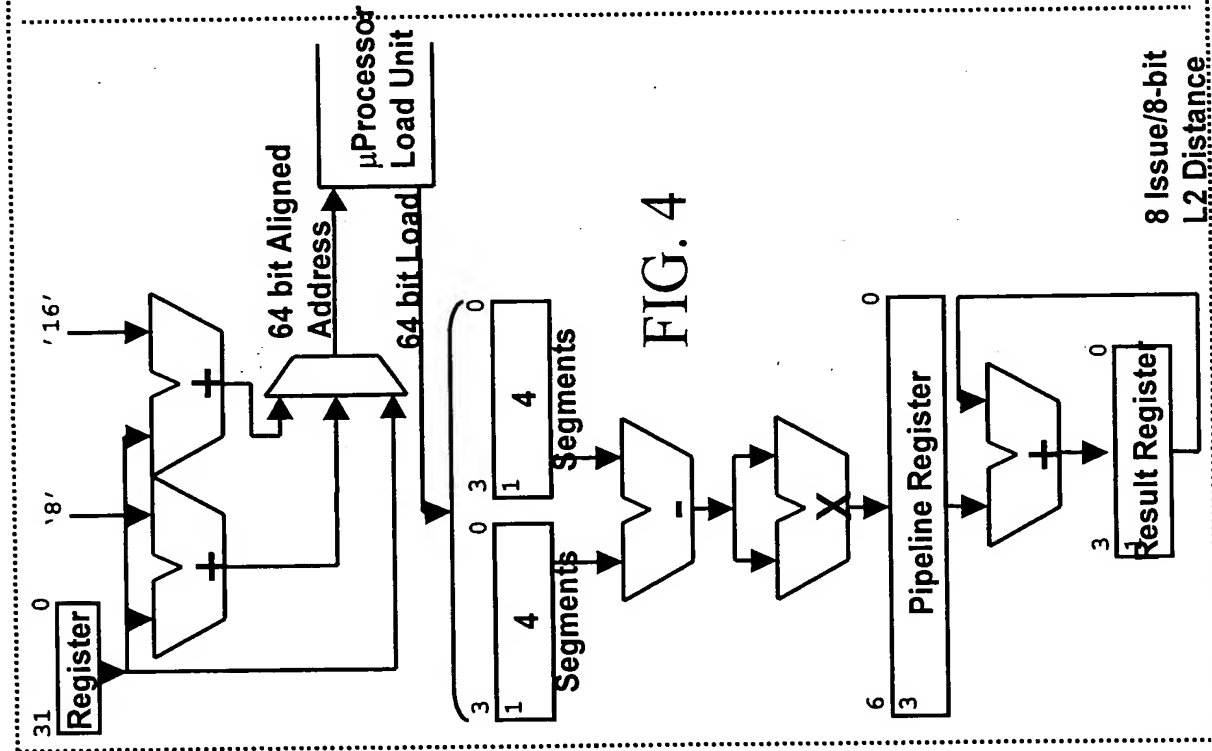 '8'
'16'
31
0
Register
+
+
64 bit Aligned
Address
µProcessor
Load Unit
64 bit Load
3
1
0
4
Segments
3
1
0
4
Segments
-
X
FIG. 4
6
3
0
Pipeline Register
+
3
1
0
Result Register
8 Issue/8-bit
L2 Distance